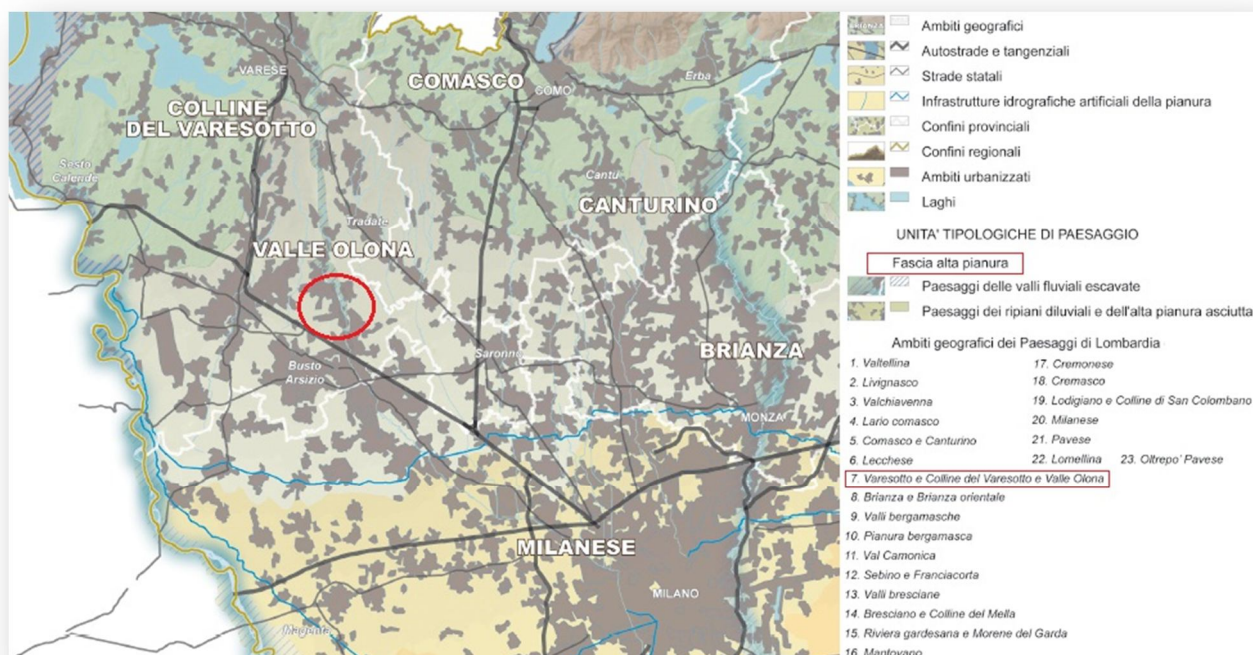 VARESE
COMASCO
COMO
Erba
COLLINE
DEL VARESOTTO
Sesto
Calende
Cantù
CANTURINO
Tradate
VALLE OLONA
Saronno
BRIANZA
Busto
Arsizio
MONZA
MILANESE
MILANO
Magenta
Ambiti geografici
Autostrade e tangenziali
Strade statali
Infrastrutture idrografiche artificiali della pianura
Confini provinciali
Confini regionali
Ambiti urbanizzati
Laghi
UNITA' TIPOLOGICHE DI PAESAGGIO
Fascia alta pianura
Paesaggi delle valli fluviali escavate
Paesaggi dei ripiani diluviali e dell'alta pianura asciutta
Ambiti geografici dei Paesaggi di Lombardia
1. Valtellina
2. Livignasco
3. Valchiavenna
4. Lario comasco
5. Comasco e Canturino
6. Lecchese
7. Varesotto e Colline del Varesotto e Valle Olona
8. Brianza e Brianza orientale
9. Valli bergamasche
10. Pianura bergamasca
11. Val Camonica
12. Sebino e Franciacorta
13. Valli bresciane
14. Bresciano e Colline del Mella
15. Riviera gardesana e Morene del Garda
16. Mantovano
17. Cremonese
18. Cremasco
19. Lodigiano e Colline di San Colombano
20. Milanese
21. Pavese
22. Lomellina 23. Oltrepo' Pavese